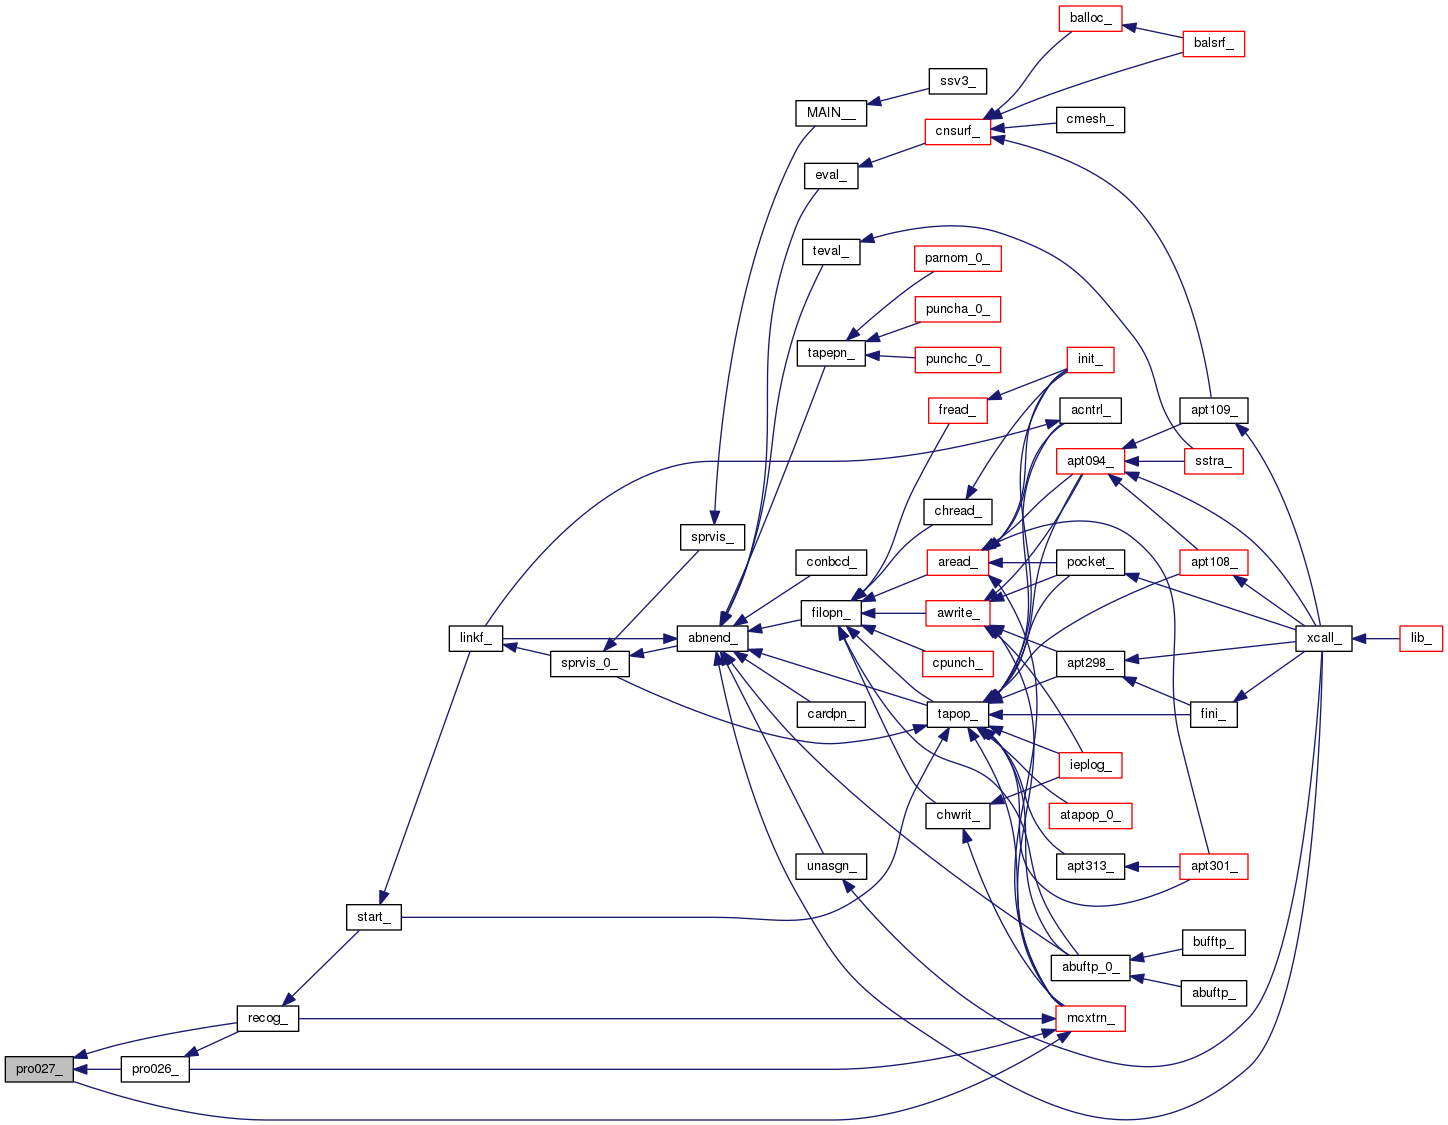 balloc_
balsrf_
ssv3_
MAIN__
cmesh_
cnsurf_
eval_
teval_
parnom_0_
puncha_0_
tapepn_
punchc_0_
init_
fread_
acntrl_
apt109_
apt094_
sstra_
chread_
sprvis_
conbcd_
aread_
pocket_
apt108_
filopn_
awrite_
linkf_
abnend_
xcall_
lib_
sprvis_0_
cpunch_
apt298_
cardpn_
tapop_
fini_
ieplog_
chwrit_
atapop_0_
unasgn_
apt313_
apt301_
start_
bufftp_
abuftp_0_
abuftp_
recog_
mcxtrn_
pro027_
pro026_